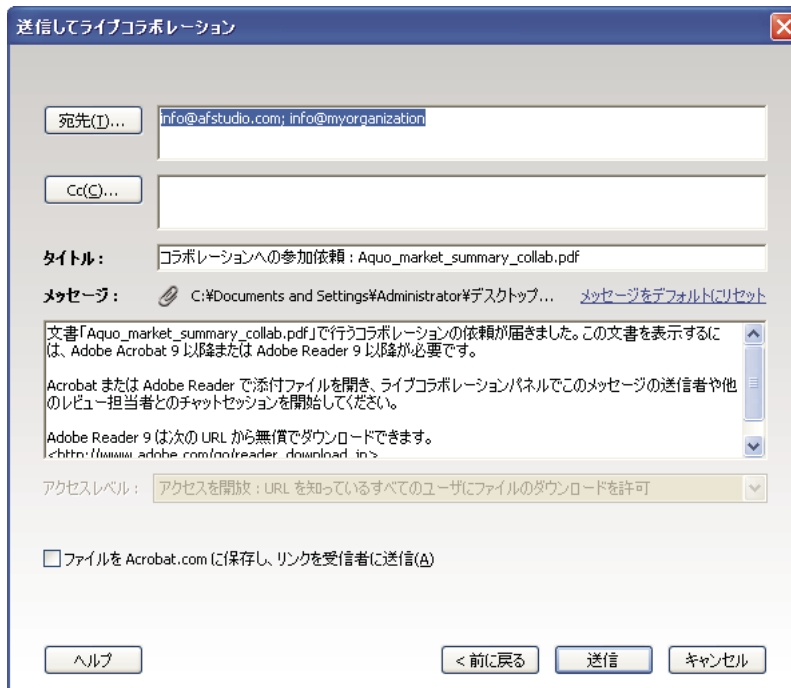 送信してライブコラボレーション
宛先(T)...
info@afstudio.com; info@myorganization
Cc(C)...
タイトル：
コラボレーションへの参加依頼 : Aquo_market_summary_collab.pdf
メッセージ：
C:¥Documents and Settings¥Administrator¥デスクトップ...
メッセージをデフォルトにリセット
文書「Aquo_market_summary_collab.pdf」で行うコラボレーションの依頼が届きました。この文書を表示するに
は、Adobe Acrobat 9 以降または Adobe Reader 9 以降が必要です。
Acrobat または Adobe Reader で添付ファイルを開き、ライブコラボレーションパネルでこのメッセージの送信者や他
のレビュー担当者とのチャットセッションを開始してください。
Adobe Reader 9 は次の URL から無償でダウンロードできます。
<http://www.adobe.com/go/reader_download_jp>
アクセスレベル：
アクセスを開放 : URL を知っているすべてのユーザにファイルのダウンロードを許可
ファイルを Acrobat.com に保存し、リンクを受信者に送信(A)
ヘルプ
< 前に戻る
送信
キャンセル